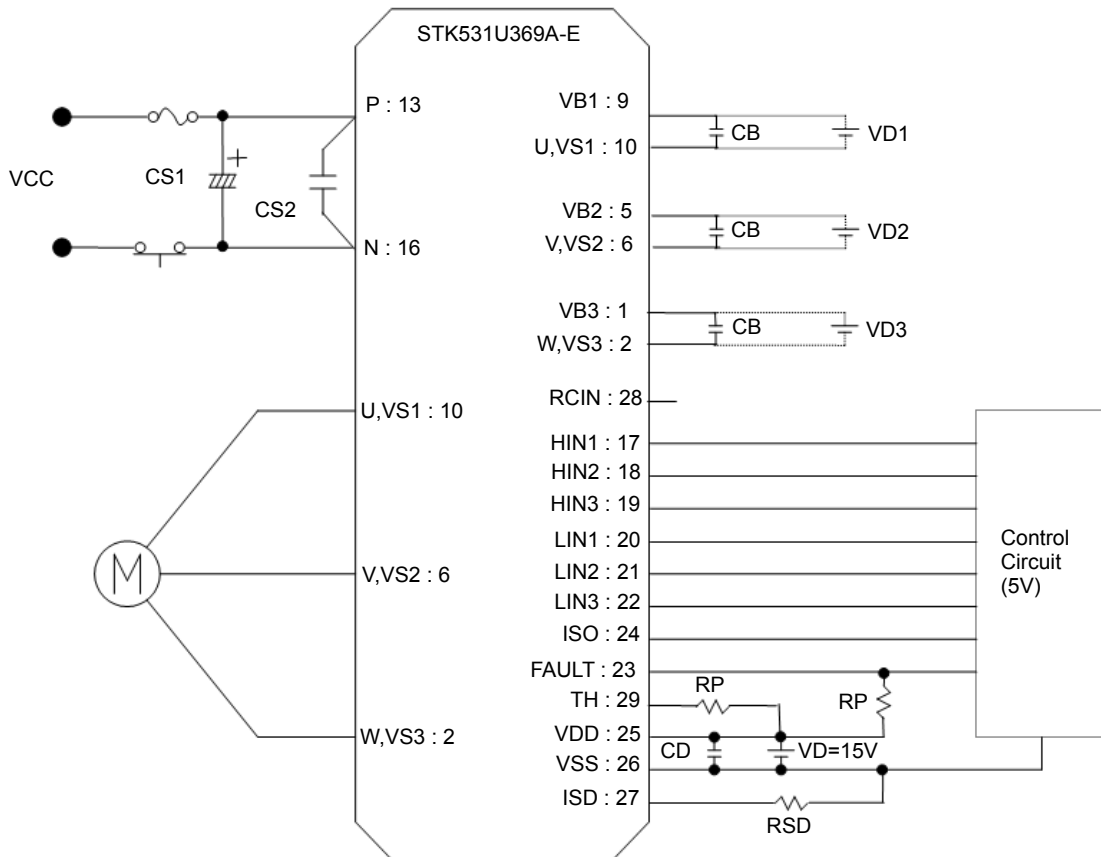 STK531U369A-E
P : 13
VCC
CS1
+
CS2
N : 16
U,VS1 : 10
V,VS2 : 6
W,VS3 : 2
M
VB1 : 9
U,VS1 : 10
CB
VD1
VB2 : 5
V,VS2 : 6
CB
VD2
VB3 : 1
W,VS3 : 2
CB
VD3
RCIN : 28
HIN1 : 17
HIN2 : 18
HIN3 : 19
LIN1 : 20
LIN2 : 21
LIN3 : 22
ISO : 24
FAULT : 23
TH : 29
VDD : 25
VSS : 26
ISD : 27
RP
RP
CD
VD=15V
RSD
Control
Circuit
(5V)